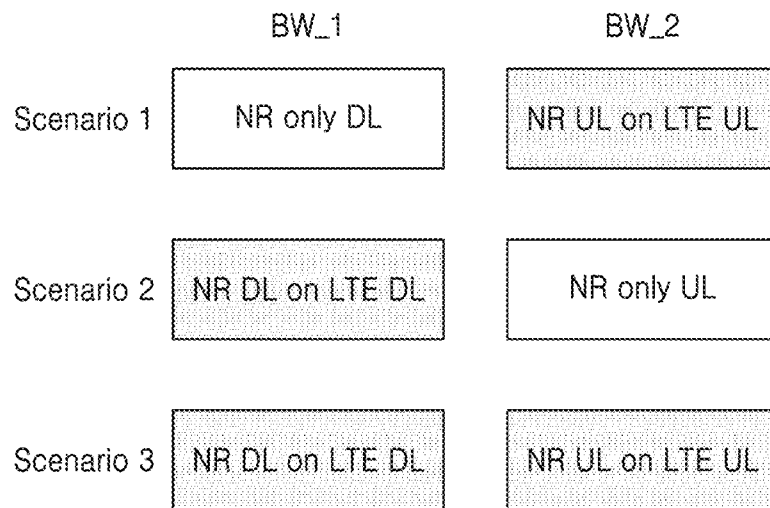 BW_1 BW_2
Scenario 1 NR only DL NR UL on LTE UL
Scenario 2 NR DL on LTE DL NR only UL
Scenario 3 NR DL on LTE DL NR UL on LTE UL